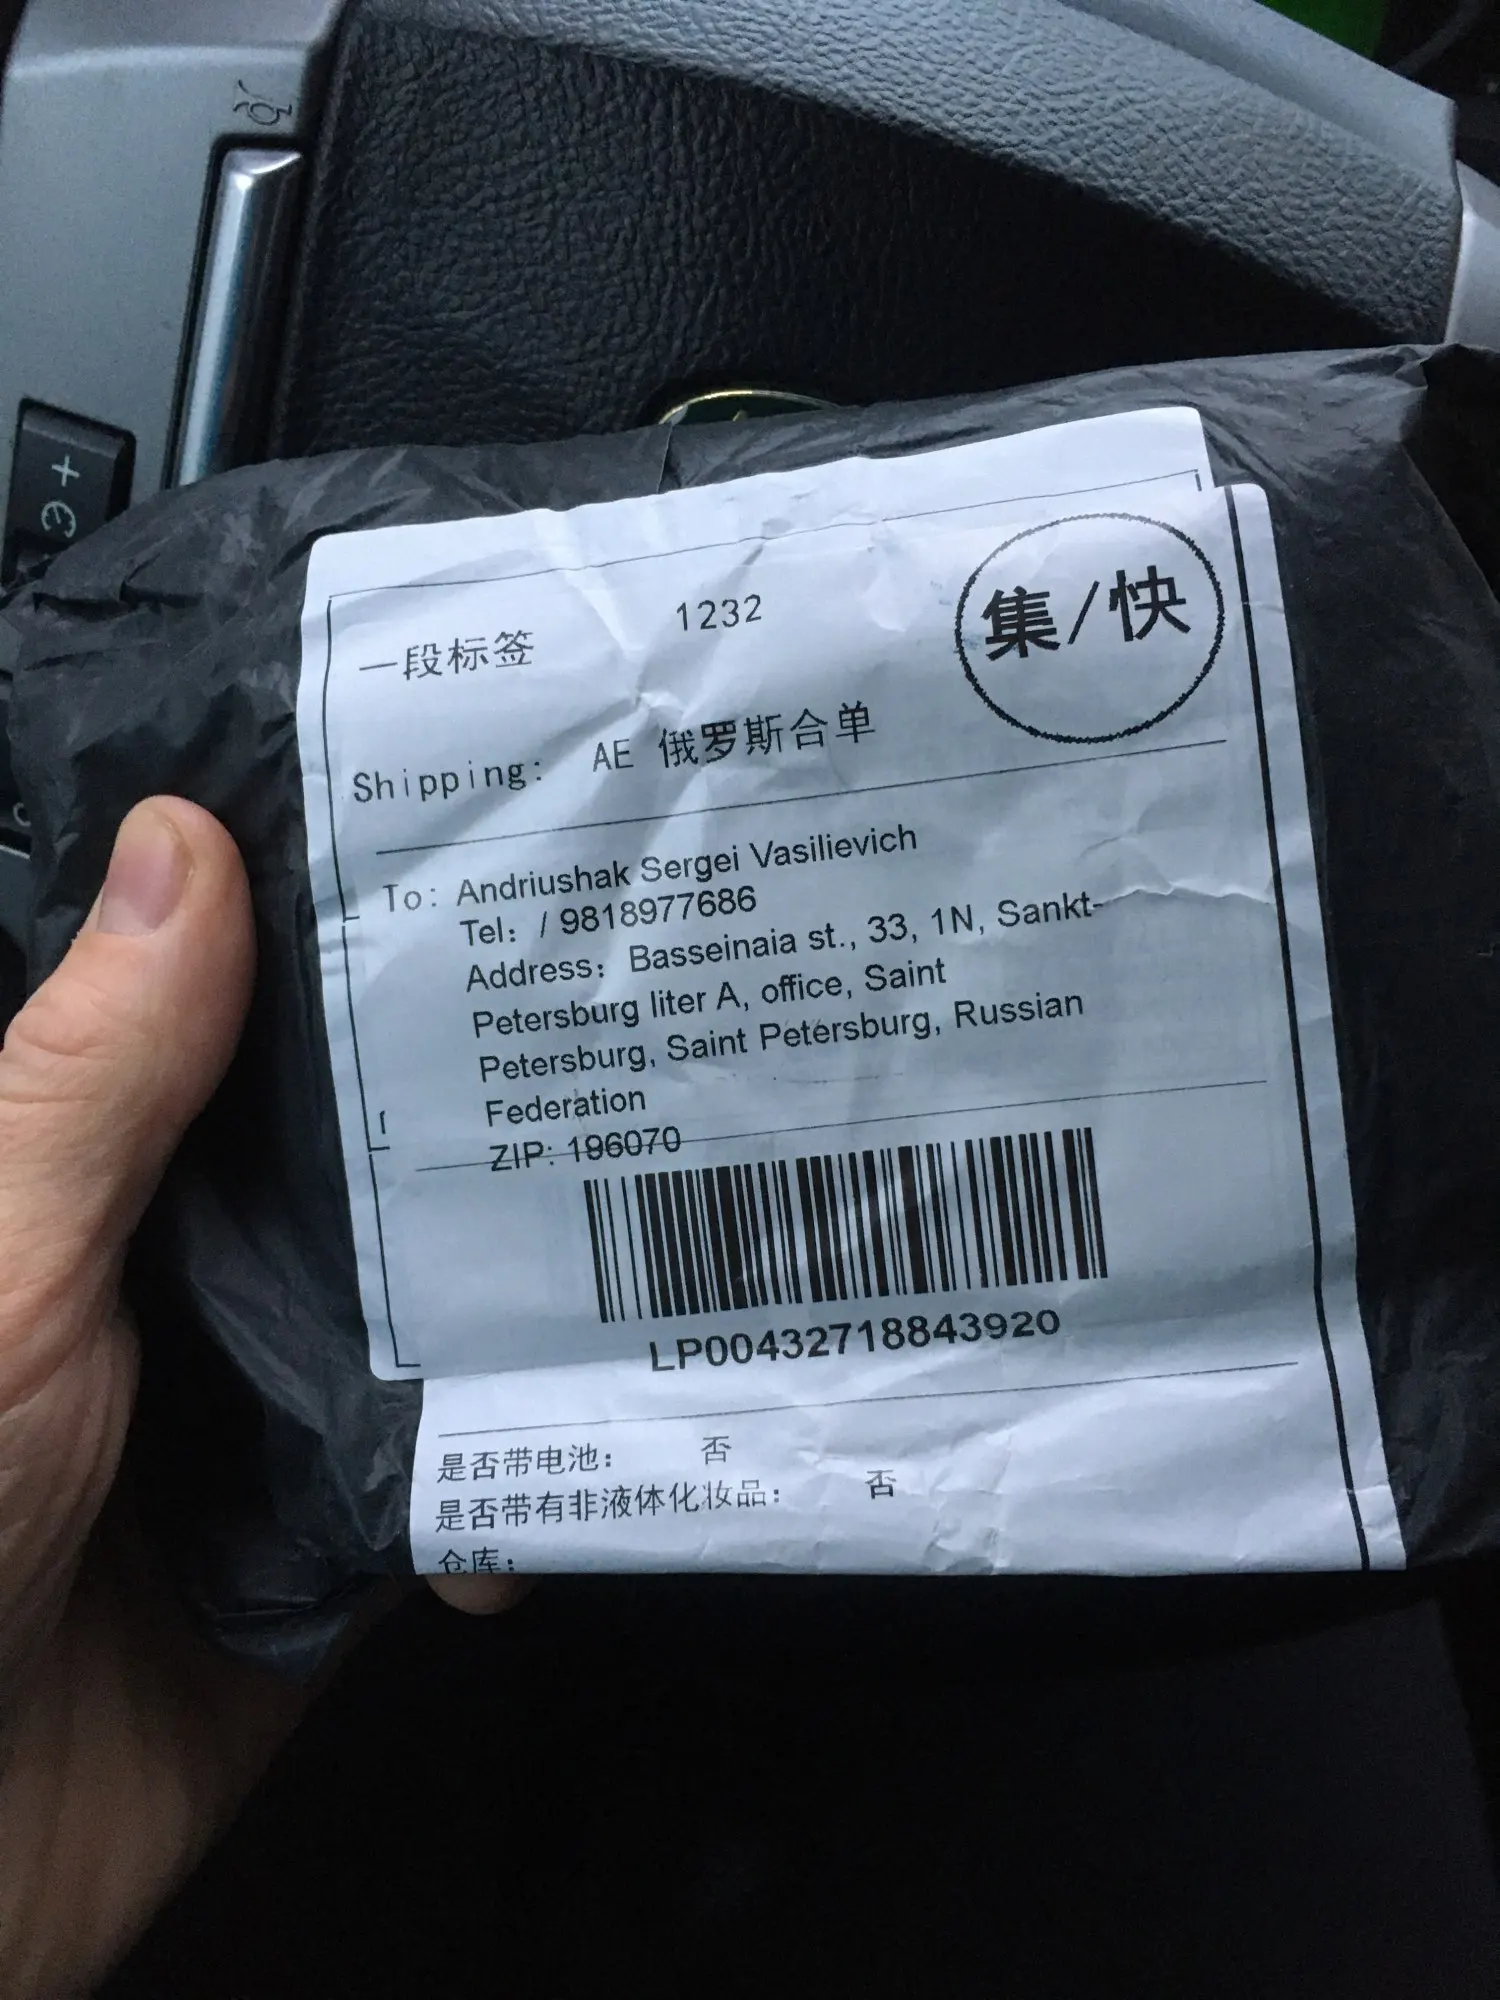 集/快
一段标签 1232
Shipping: AE 俄罗斯合单
To: Andriushak Sergei Vasilievich
Tel: / 9818977686
Address: Basseinaia st., 33, 1N, Sankt-
Petersburg liter A, office, Saint
Petersburg, Saint Petersburg, Russian
Federation
ZIP: 196070
LP00432718843920
是否带电池: 否
是否带有非液体化妆品: 否
仓库: